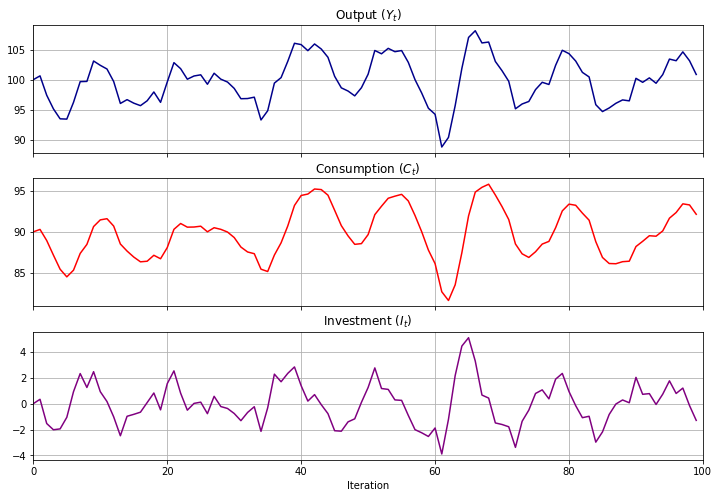 Output (Y_t)
105
100
95
90
Consumption (C_t)
95
90
85
Investment (I_t)
4
2
0
−2
−4
0 20 40 60 80 100
Iteration